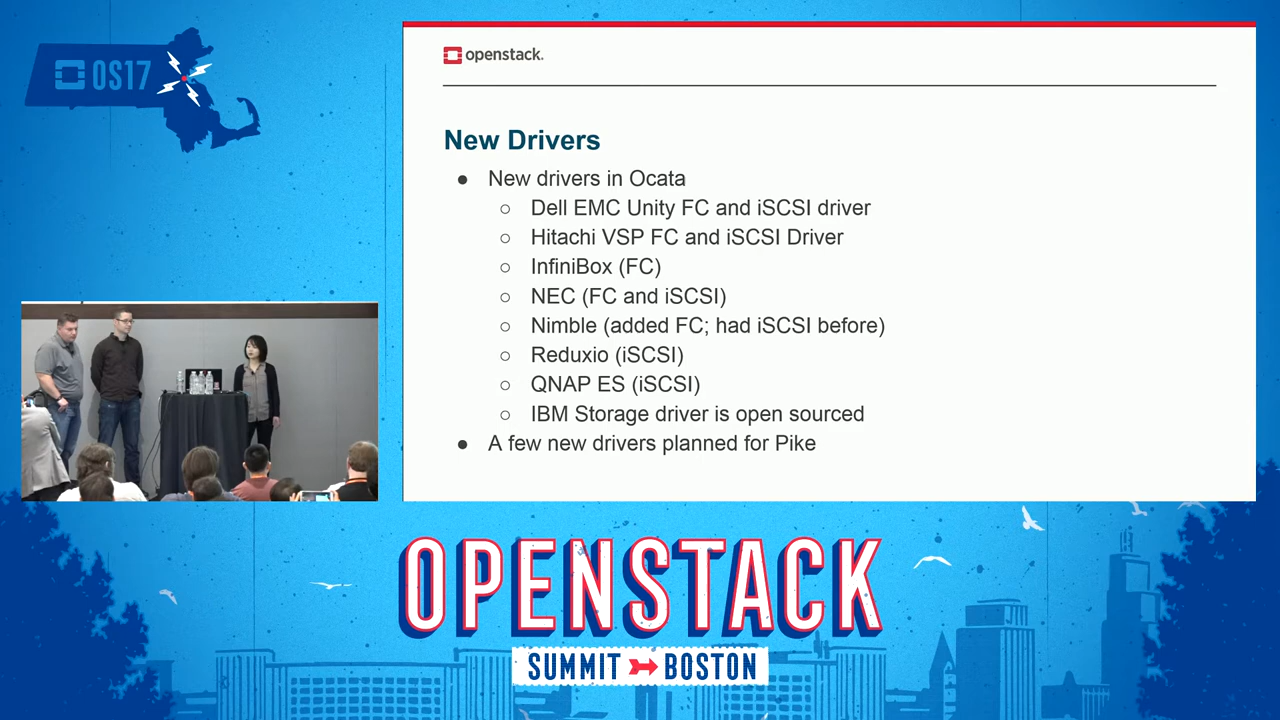 OS17
openstack.
New Drivers
● New drivers in Ocata
○ Dell EMC Unity FC and iSCSI driver
○ Hitachi VSP FC and iSCSI Driver
○ InfiniBox (FC)
○ NEC (FC and iSCSI)
○ Nimble (added FC; had iSCSI before)
○ Reduxio (iSCSI)
○ QNAP ES (iSCSI)
○ IBM Storage driver is open sourced
● A few new drivers planned for Pike
OPENSTACK
SUMMIT BOSTON